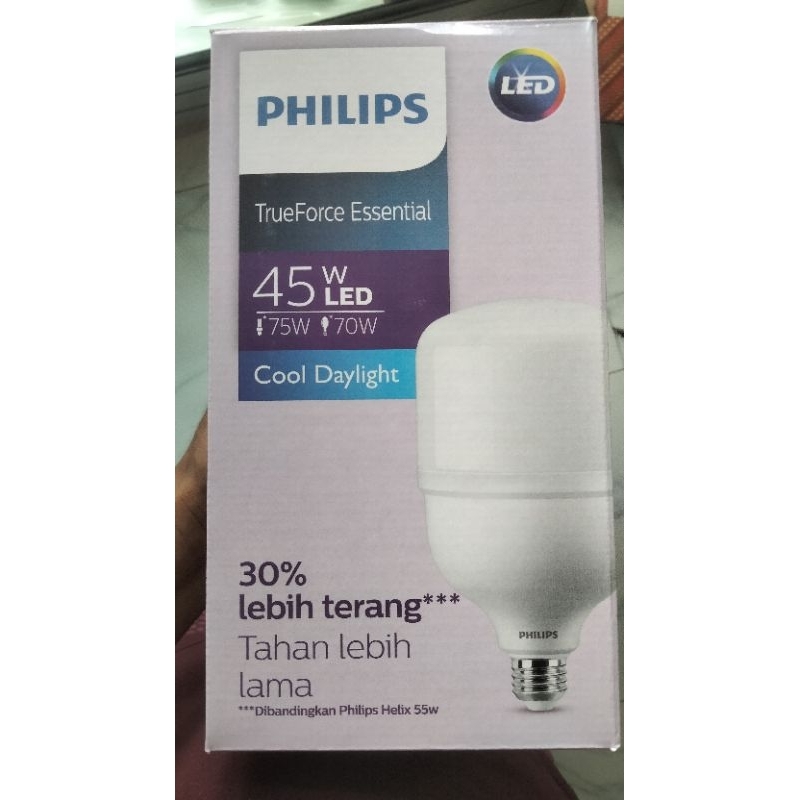 PHILIPS
LED
TrueForce Essential
45 W
LED
*75W *70W
Cool Daylight
30%
lebih terang***
Tahan lebih
lama
***Dibandingkan Philips Helix 55w
PHILIPS